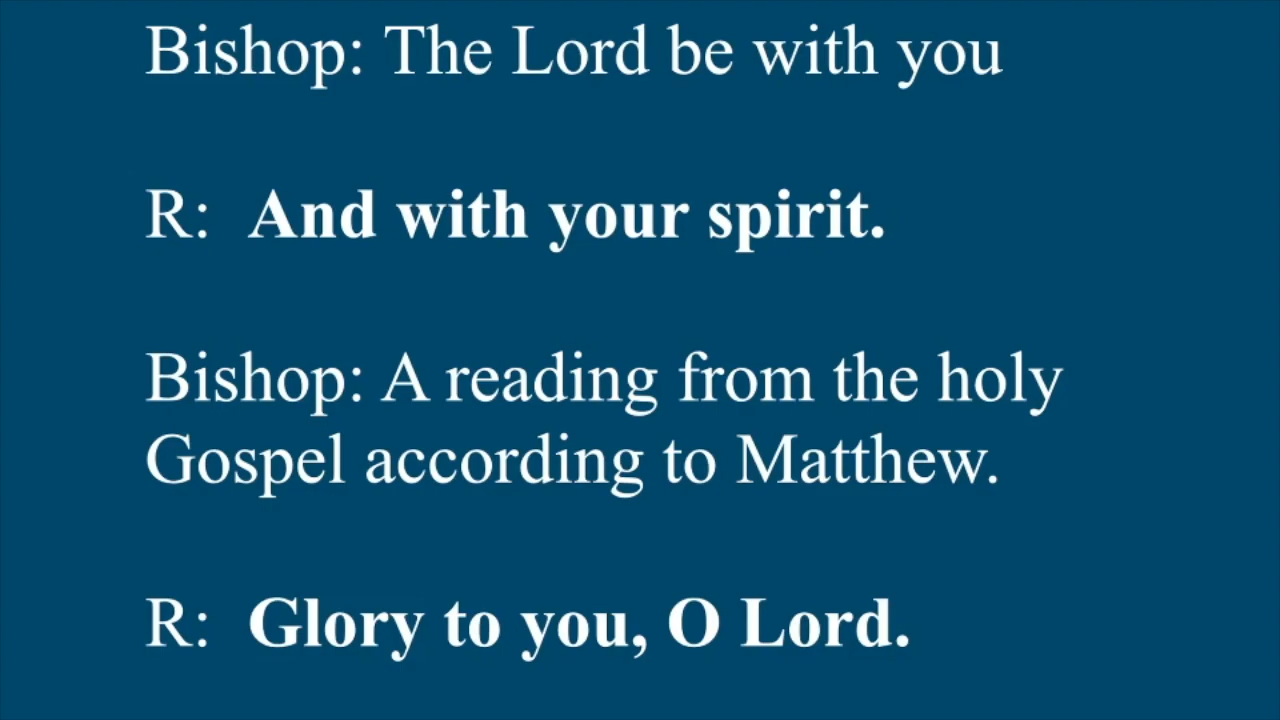 Bishop: The Lord be with you
R: And with your spirit.
Bishop: A reading from the holy
Gospel according to Matthew.
R: Glory to you, O Lord.